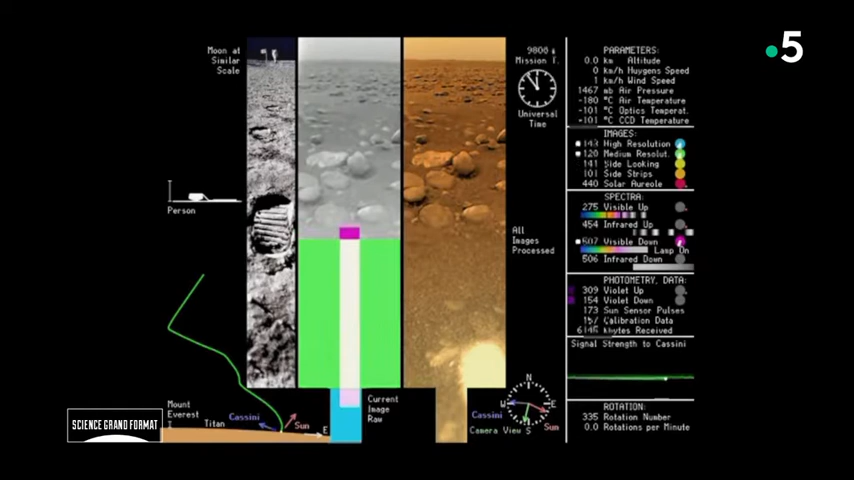 Moon at
Similar
Scale
Person
Mount
Everest
Titan
Cassini
Sun
E
SCIENCE GRAND FORMAT
Current
Image
Raw
9800 s
Mission T.
Universal
Time
All
Images
Processed
N
W
E
Cassini
Camera View S
Sun
5
PARAMETERS:
0.0 km Altitude
0 km/h Huygens Speed
1 km/h Wind Speed
1467 mb Air Pressure
-180 °C Air Temperature
-101 °C Optics Temperat.
-101 °C CCD Temperature
IMAGES:
143 High Resolution
120 Medium Resolut.
141 Side Looking
101 Side Strips
440 Solar Aureole
SPECTRA:
275 Visible Up
454 Infrared Up
507 Visible Down
Lamp On
506 Infrared Down
PHOTOMETRY, DATA:
309 Violet Up
154 Violet Down
173 Sun Sensor Pulses
157 Calibration Data
kbytes Received
Signal Strength to Cassini
ROTATION:
335 Rotation Number
0.0 Rotations per Minute